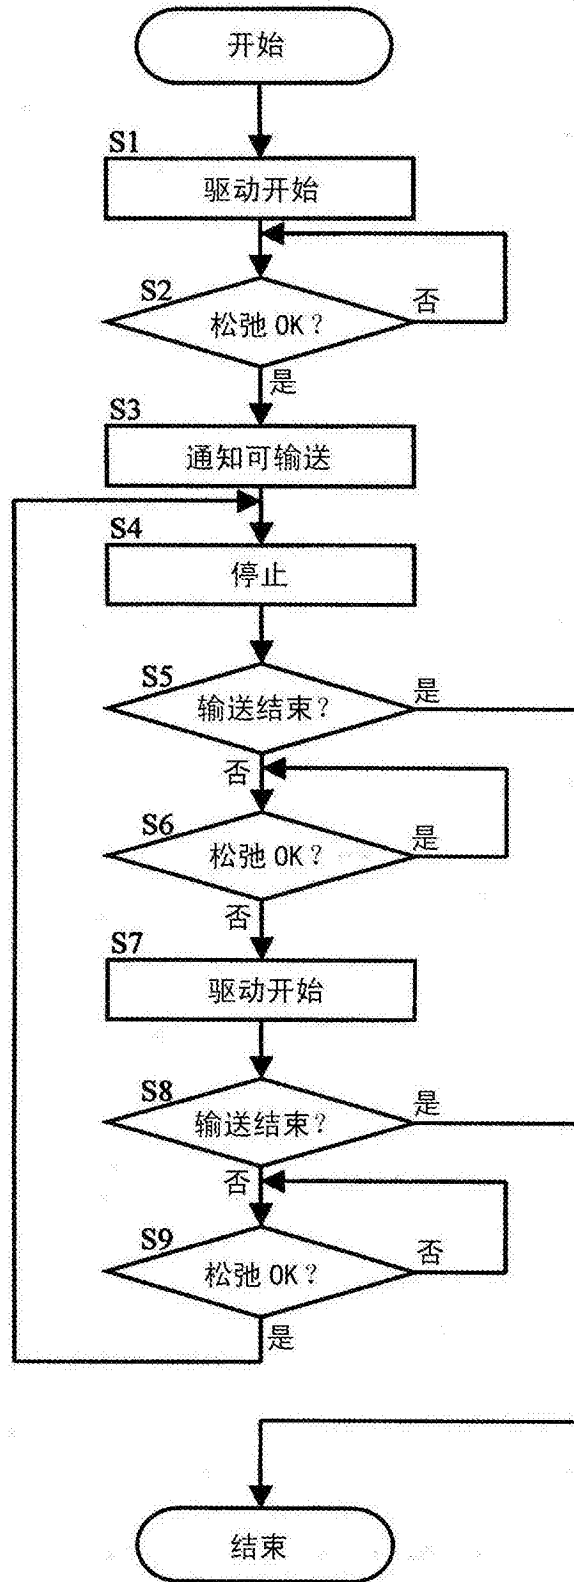 开始
S1
驱动开始
S2
松弛 OK？
否
是
S3
通知可输送
S4
停止
S5
输送结束？
是
否
S6
松弛 OK？
是
否
S7
驱动开始
S8
输送结束？
是
否
S9
松弛 OK？
否
是
结束